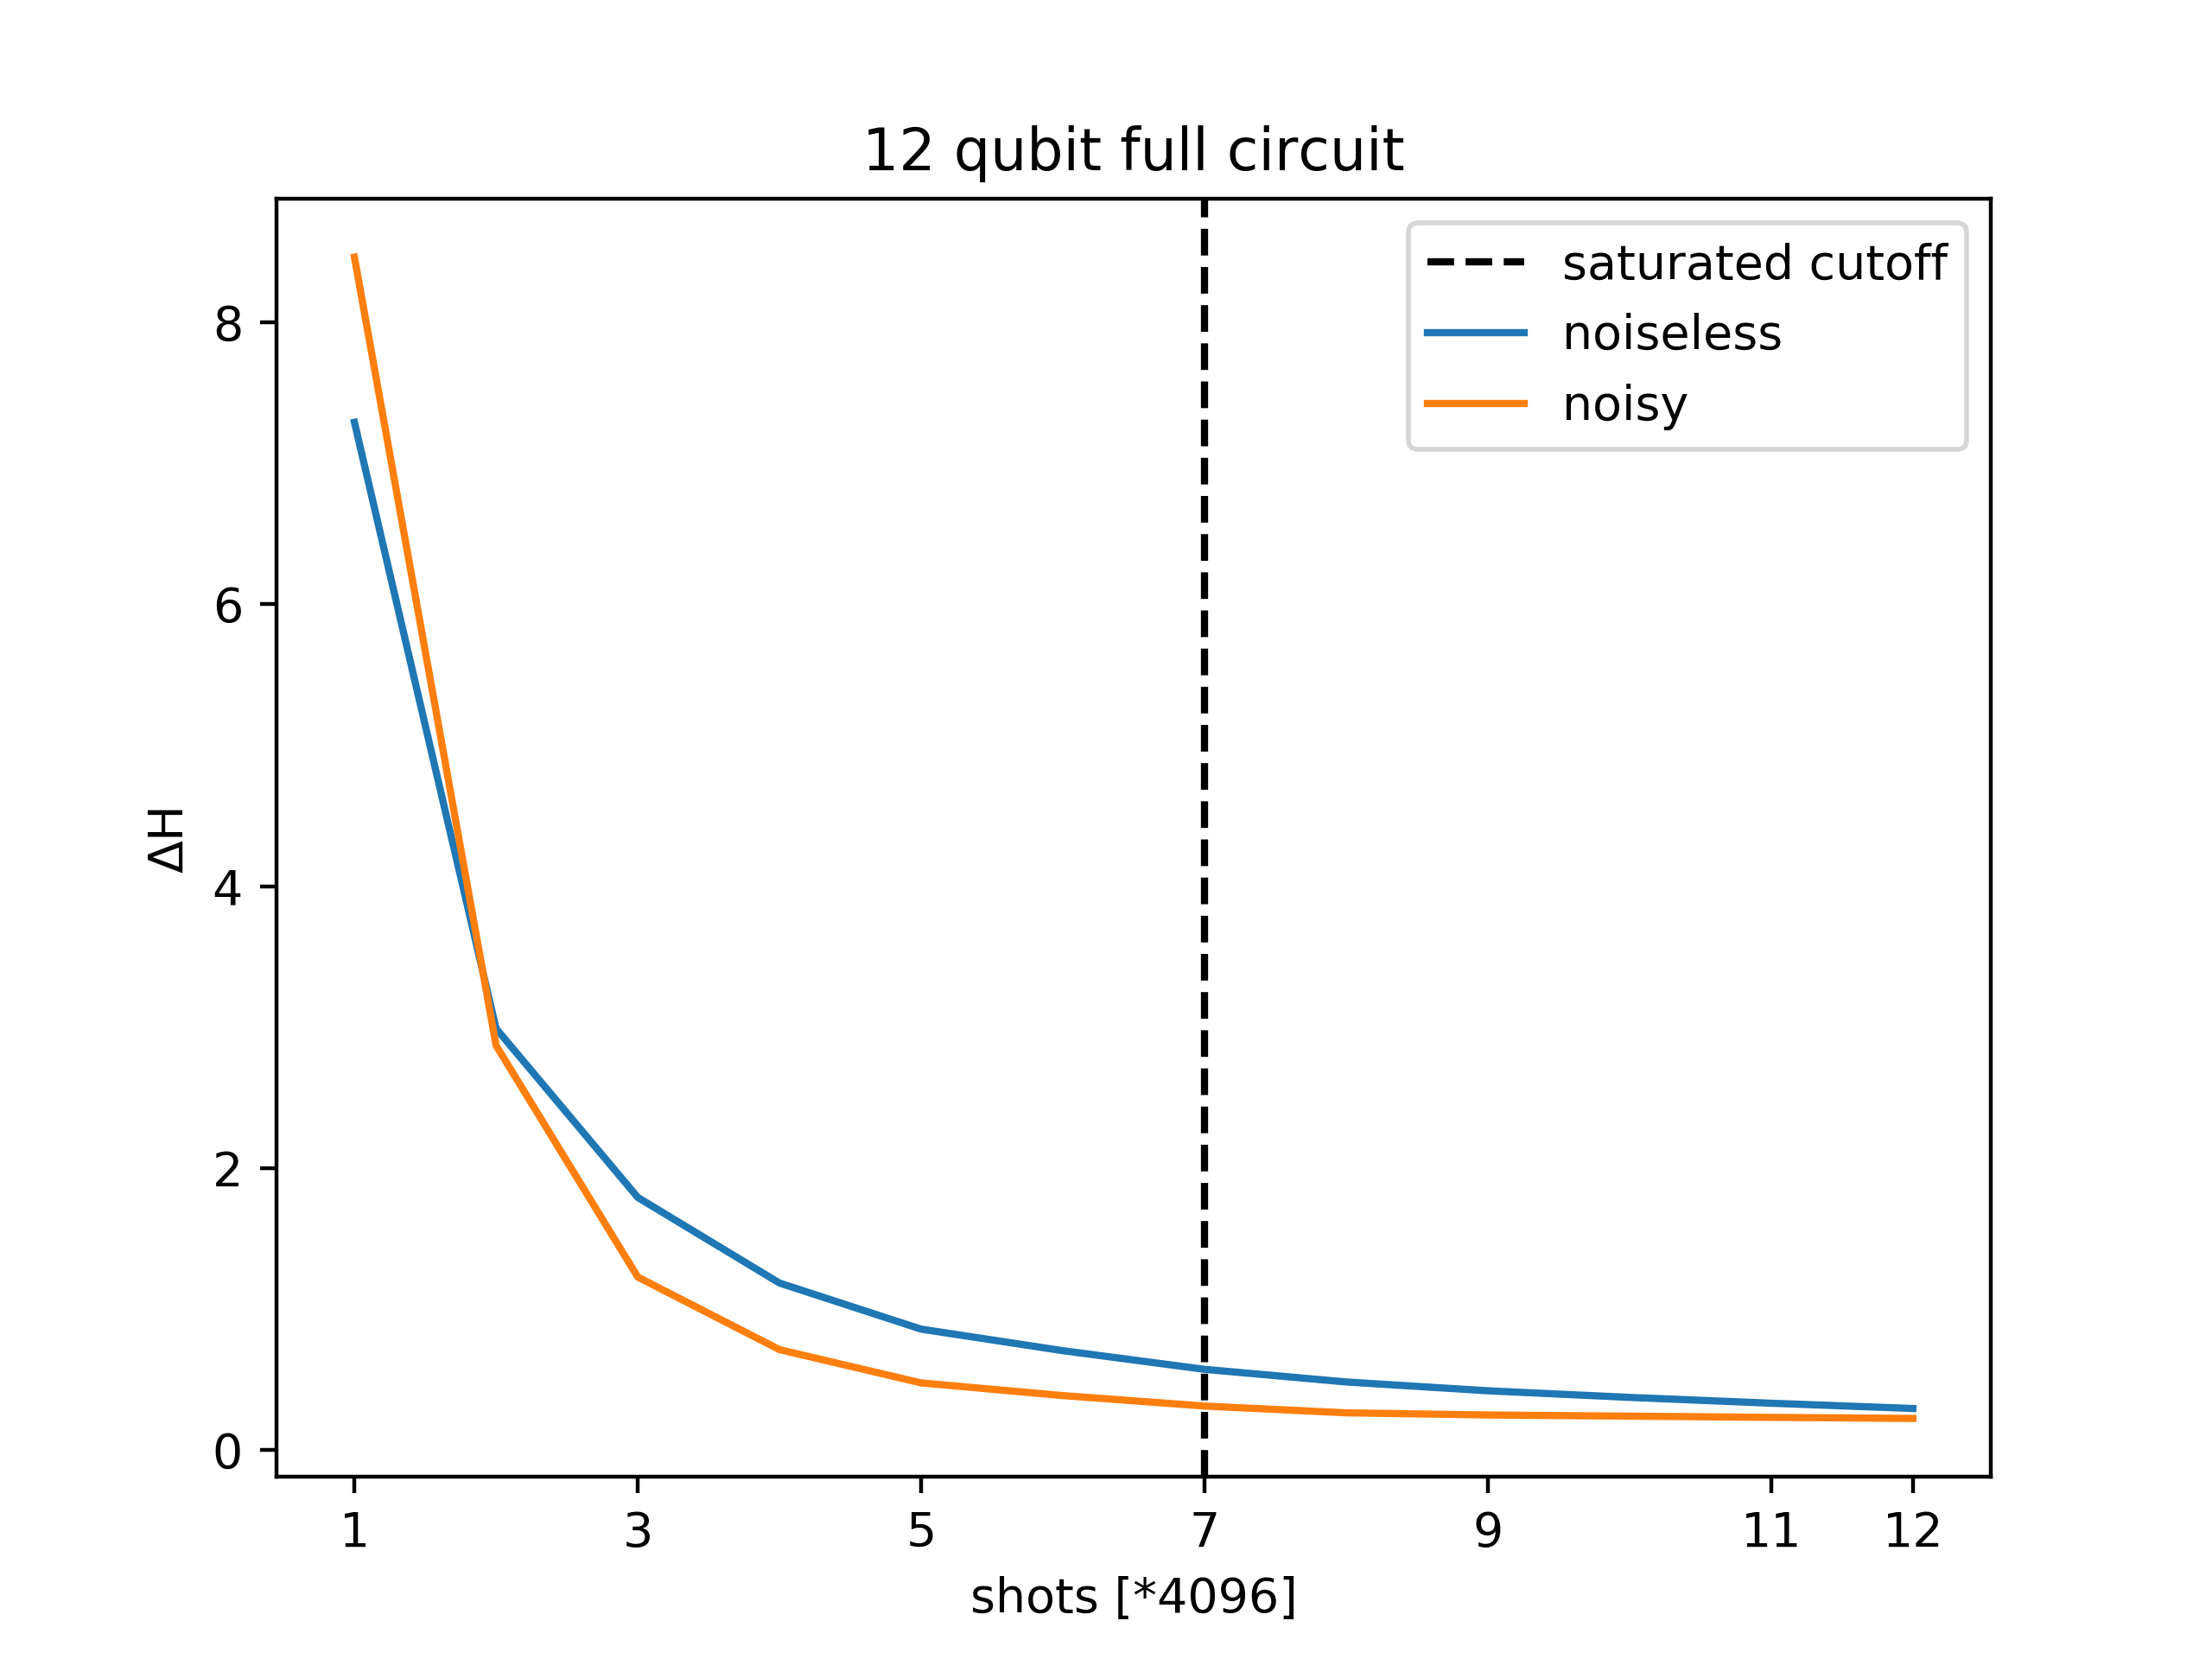 12 qubit full circuit
saturated cutoff
noiseless
noisy
8
6
4
2
0
ΔH
1 3 5 7 9 11 12
shots [*4096]